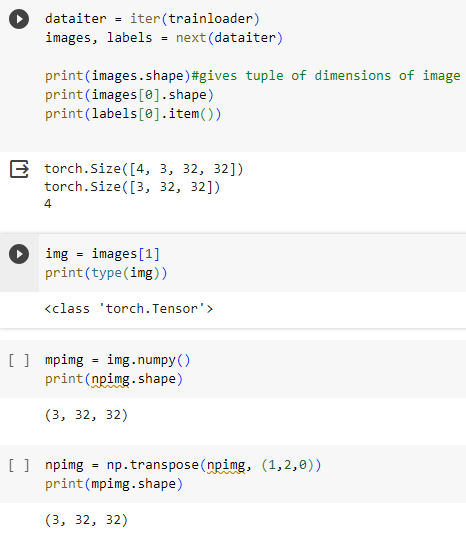 dataiter = iter(trainloader)
images, labels = next(dataiter)
print(images.shape)#gives tuple of dimensions of image
print(images[0].shape)
print(labels[0].item())
torch.Size([4, 3, 32, 32])
torch.Size([3, 32, 32])
4
img = images[1]
print(type(img))
<class 'torch.Tensor'>
[ ] mpimg = img.numpy()
print(npimg.shape)
(3, 32, 32)
[ ] npimg = np.transpose(npimg, (1,2,0))
print(mpimg.shape)
(3, 32, 32)